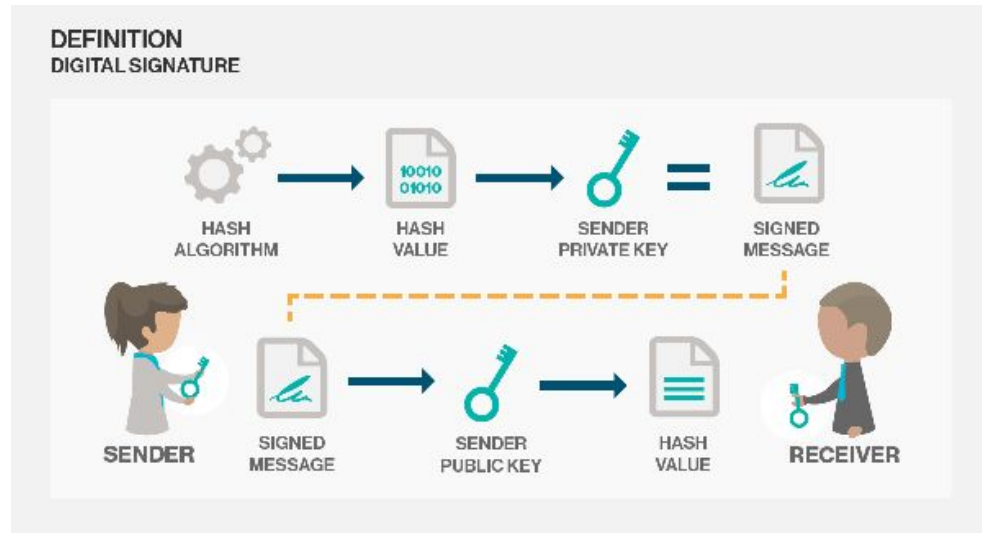 DEFINITION
DIGITAL SIGNATURE
10010
01010
HASH
ALGORITHM
HASH
VALUE
SENDER
PRIVATE KEY
SIGNED
MESSAGE
SENDER
SIGNED
MESSAGE
SENDER
PUBLIC KEY
HASH
VALUE
RECEIVER